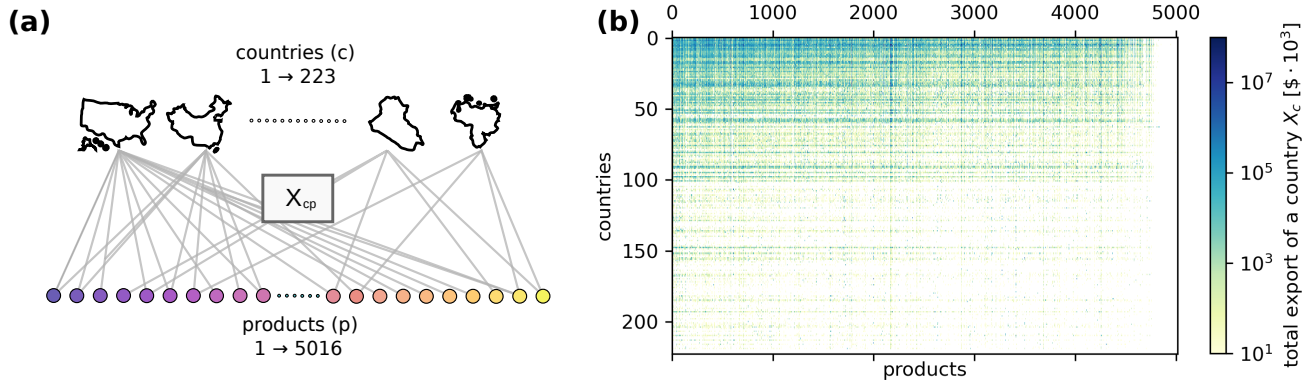 (a)
countries (c)
1 → 223
X_cp
products (p)
1 → 5016
(b)
0 1000 2000 3000 4000 5000
0
50
100
150
200
countries
products
10^7
10^5
10^3
10^1
total export of a country X_c [$ · 10^3]